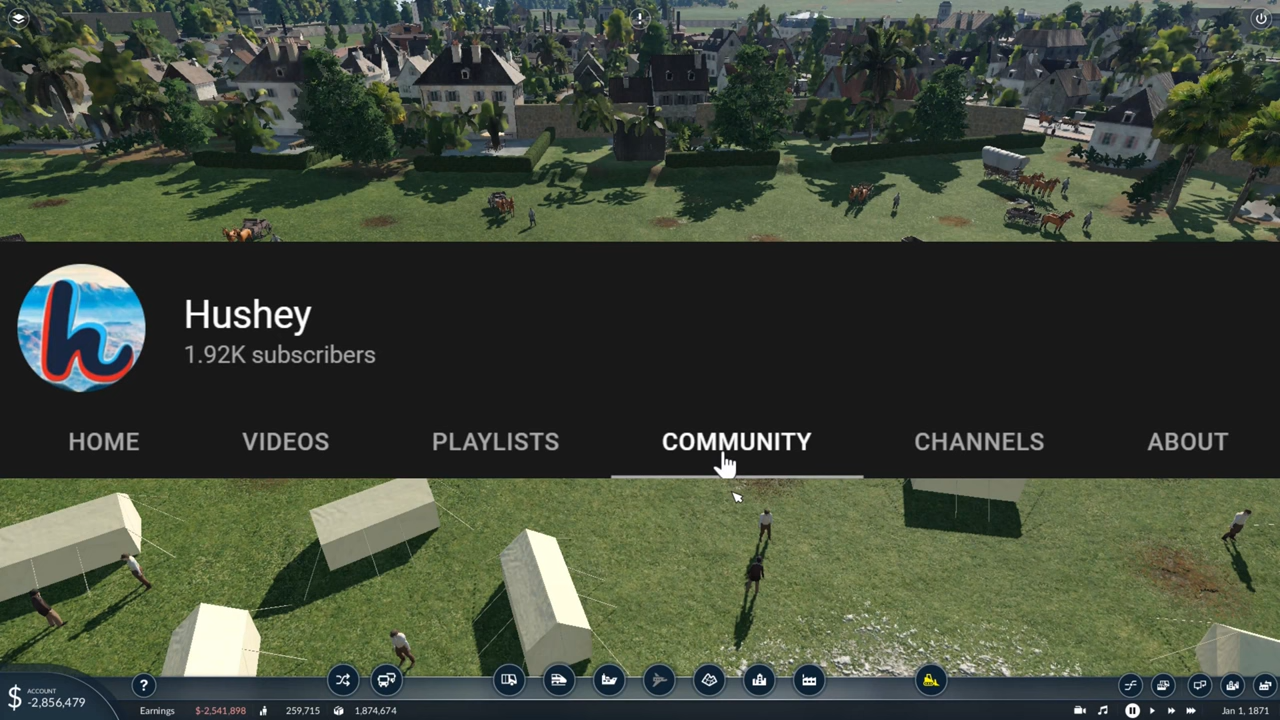 h
Hushey
1.92K subscribers
HOME VIDEOS PLAYLISTS COMMUNITY CHANNELS ABOUT
?
$ ACCOUNT
-2,856,479
Earnings $-2,541,898 259,715 1,874,674 Jan 1, 1871